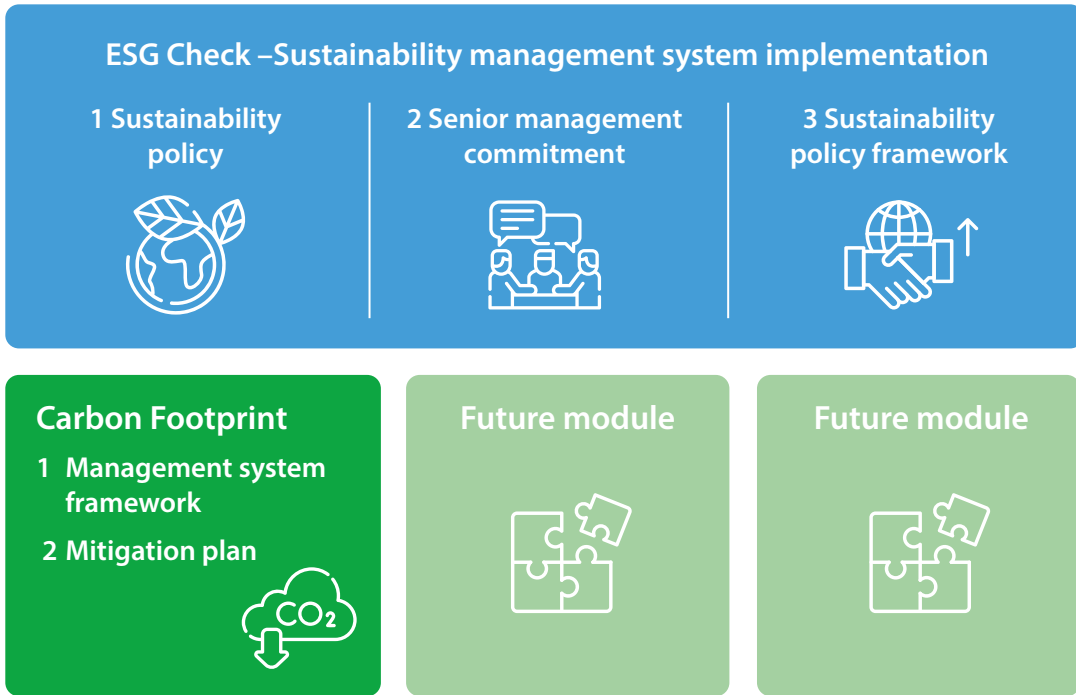 ESG Check –Sustainability management system implementation
1 Sustainability
policy
2 Senior management
commitment
3 Sustainability
policy framework
Carbon Footprint
1 Management system
framework
2 Mitigation plan
CO2
Future module
Future module